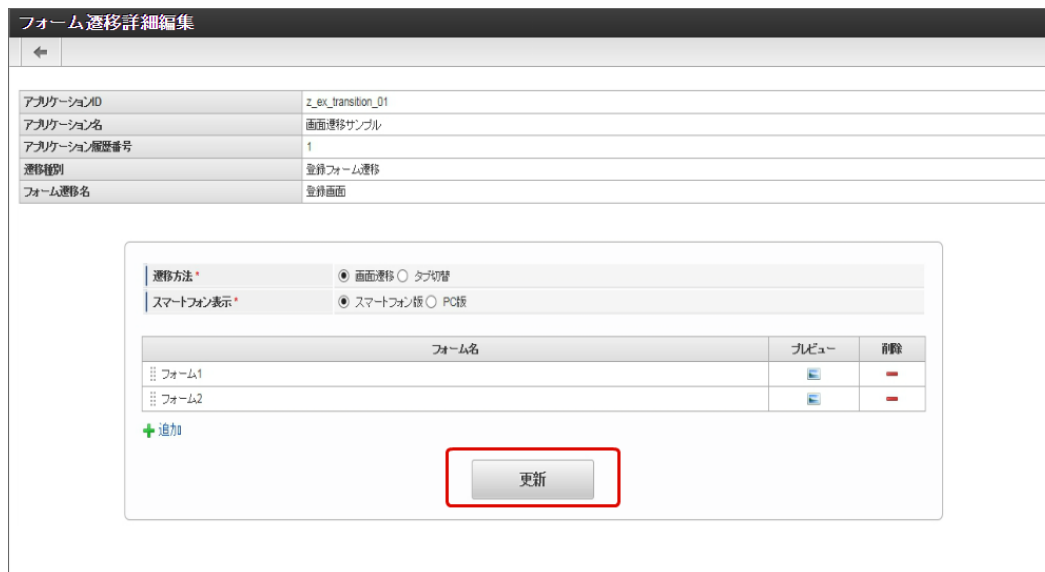 フォーム遷移詳細編集
アプリケーションID z_ex_transition_01
アプリケーション名 画面遷移サンプル
アプリケーション履歴番号 1
遷移種別 登録フォーム遷移
フォーム遷移名 登録画面
遷移方法* 画面遷移 タブ切替
スマートフォン表示* スマートフォン版 PC版
フォーム名 プレビュー 削除
フォーム1
フォーム2
追加
更新